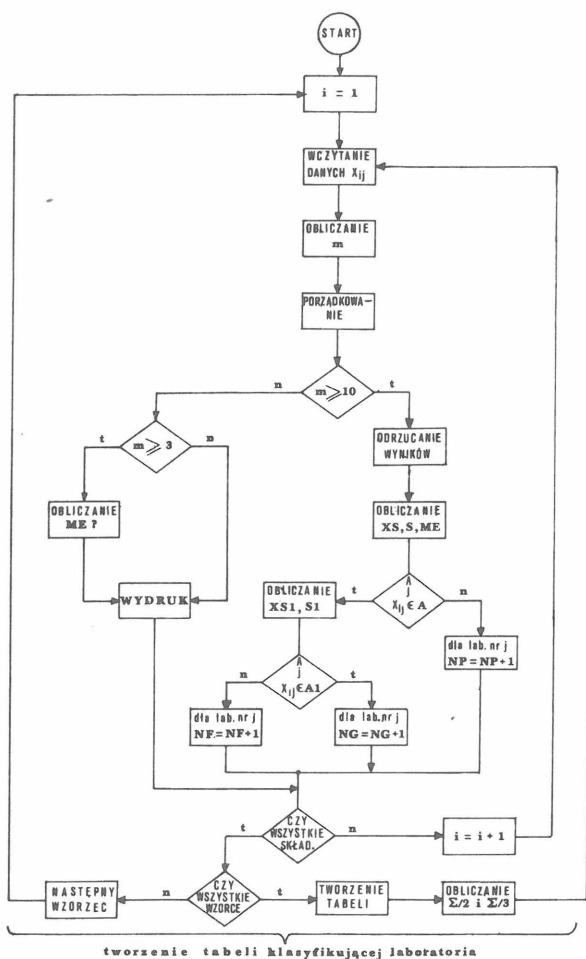 START
i = 1
WCZYTANIE
DANYCH Xij
OBLICZANIE
m
PORZĄDKOWA-
NIE
n
m⩾10
t
t
m⩾ 3
n
ODRZUCANIE
WYNIKÓW
OBLICZANIE
ME ?
OBLICZANIE
XS, S, ME
WYDRUK
OBLICZANIE
XS1, S1
t
∧
j
Xij ∈ A
n
dla lab. nr j
NP=NP+1
n
∧
j
Xij∈A1
t
dla lab.nr j
NF=NF+1
dla lab.nr j
NG=NG+1
t
CZY
WSZYSTKIE
SKŁAD.
n
i = i + 1
NASTĘPNY
WZORZEC
n
CZY
WSZYSTKIE
WZORCE
t
TWORZENIE
TABELI
OBLICZANIE
Σ/2 i Σ/3
tworzenie tabeli klasyfikującej laboratoria